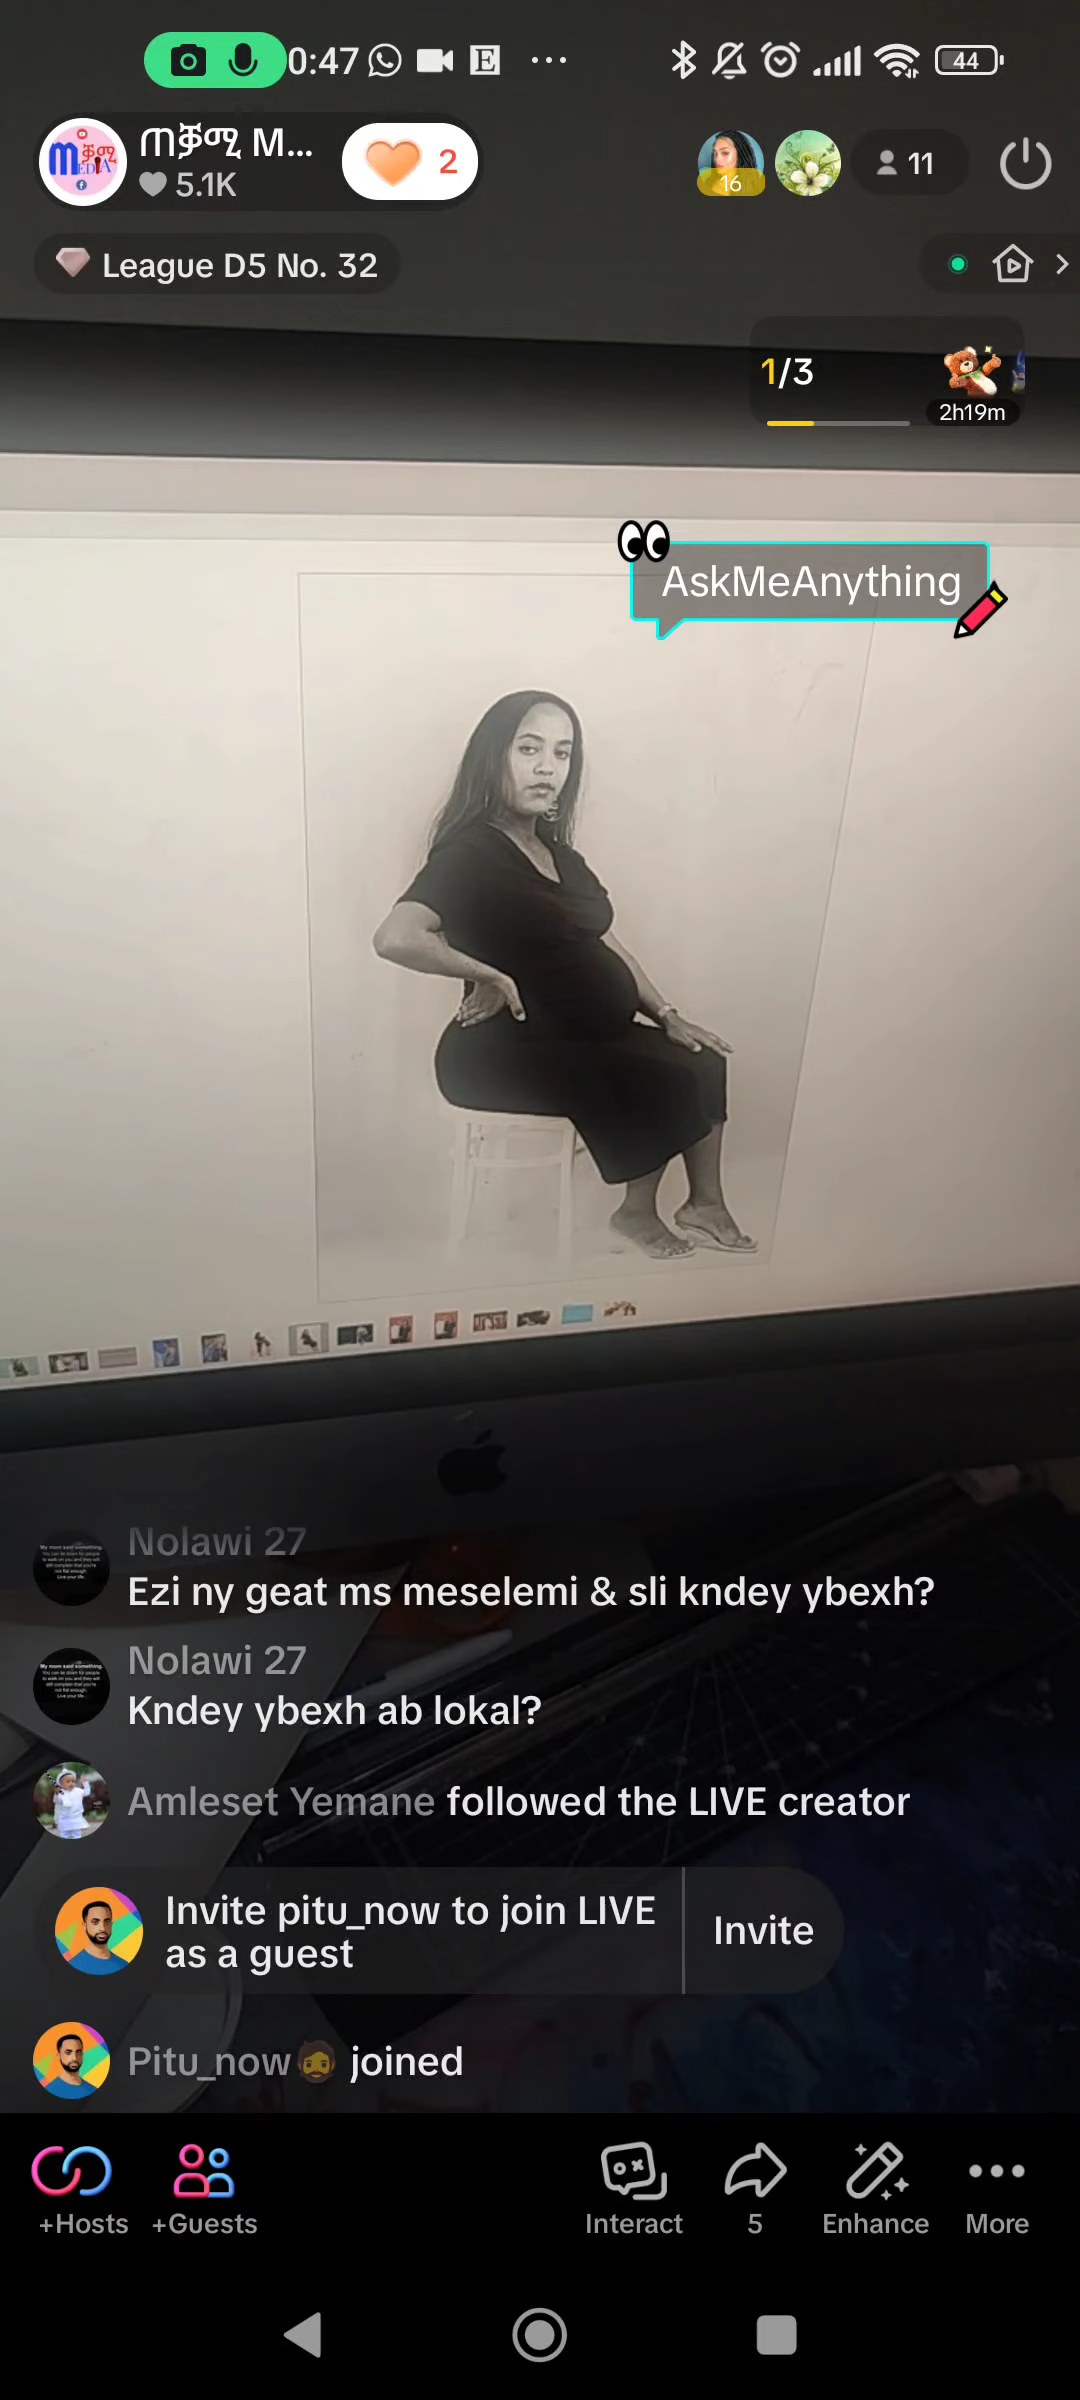 0:47
44
ጠቓሚ M...
5.1K
2
16
11
League D5 No. 32
1/3
2h19m
AskMeAnything
Nolawi 27
Ezi ny geat ms meselemi & sli kndey ybexh?
Nolawi 27
Kndey ybexh ab lokal?
Amleset Yemane followed the LIVE creator
Invite pitu_now to join LIVE
as a guest
Invite
Pitu_now🧔 joined
+Hosts
+Guests
Interact
5
Enhance
More